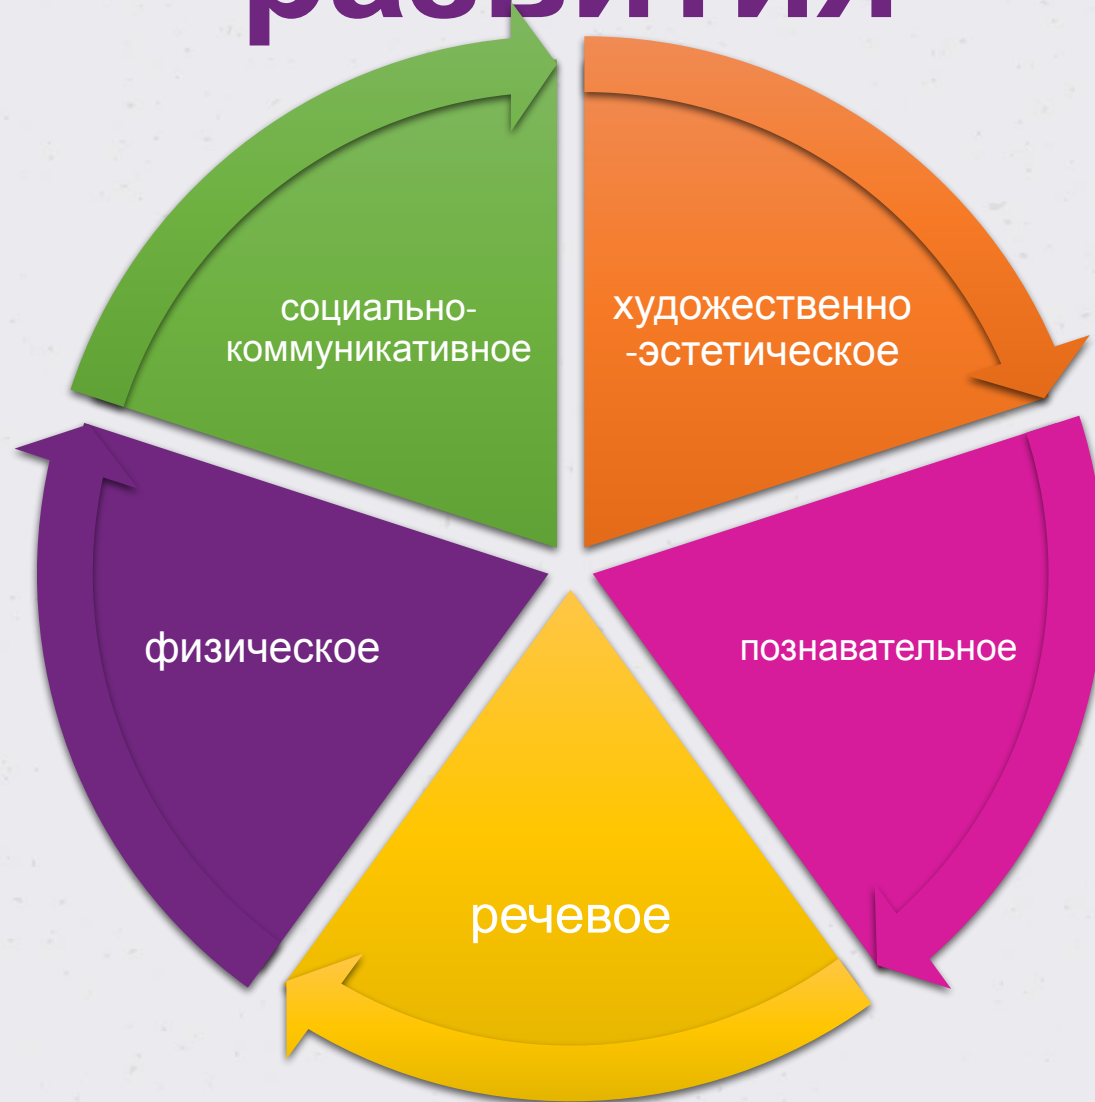 развития
социально-
коммуникативное
художественно
-эстетическое
физическое
познавательное
речевое